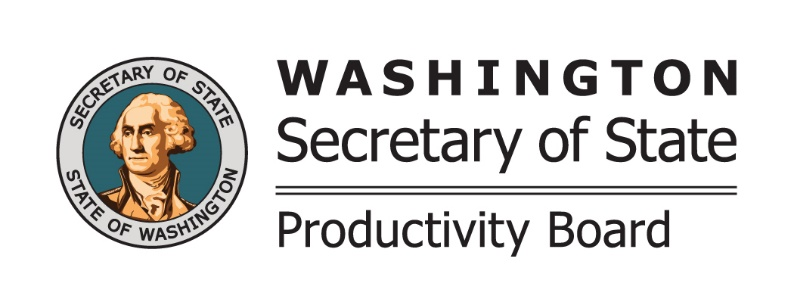 SECRETARY OF STATE
STATE OF WASHINGTON
WASHINGTON
Secretary of State
Productivity Board